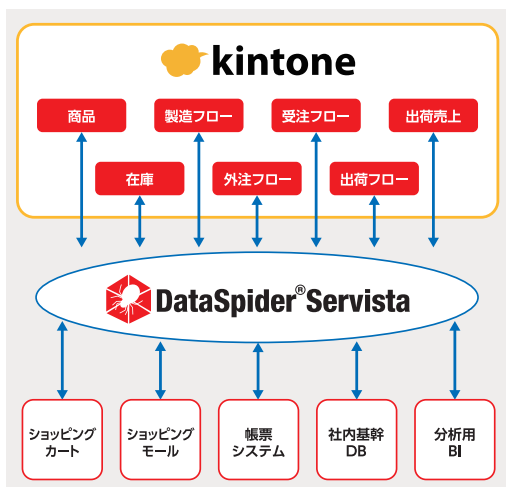 kintone
商品
製造フロー
受注フロー
出荷売上
在庫
外注フロー
出荷フロー
DataSpider® Servista
ショッピング
カート
ショッピング
モール
帳票
システム
社内基幹
DB
分析用
BI